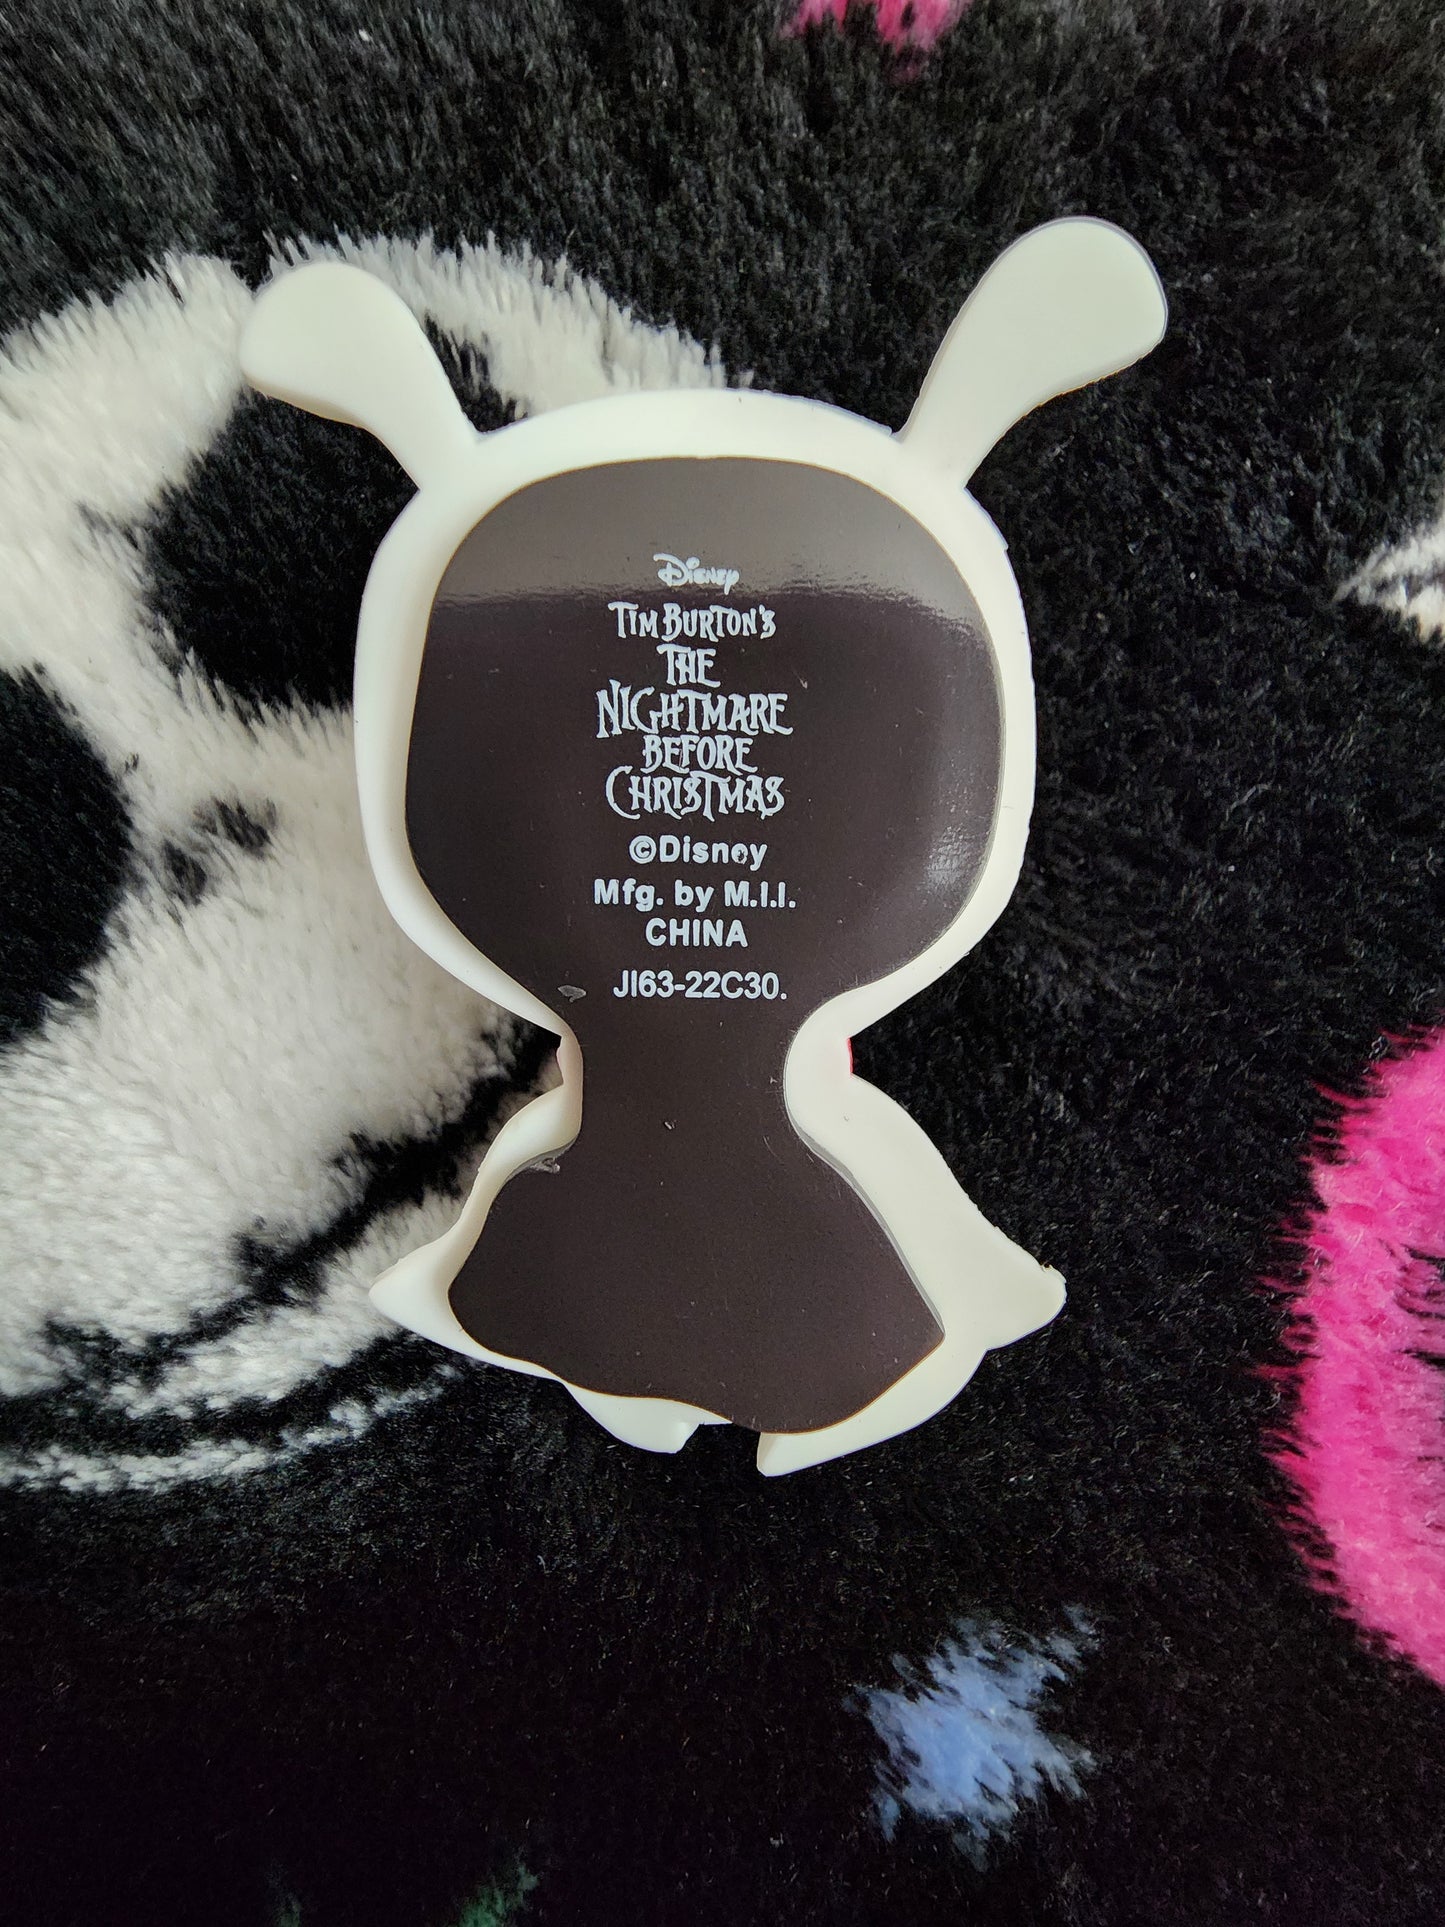 Disney
TIM BURTON'S
THE
NIGHTMARE
BEFORE
CHRISTMAS
©Disney
Mfg. by M.I.I.
CHINA
JI63-22C30.